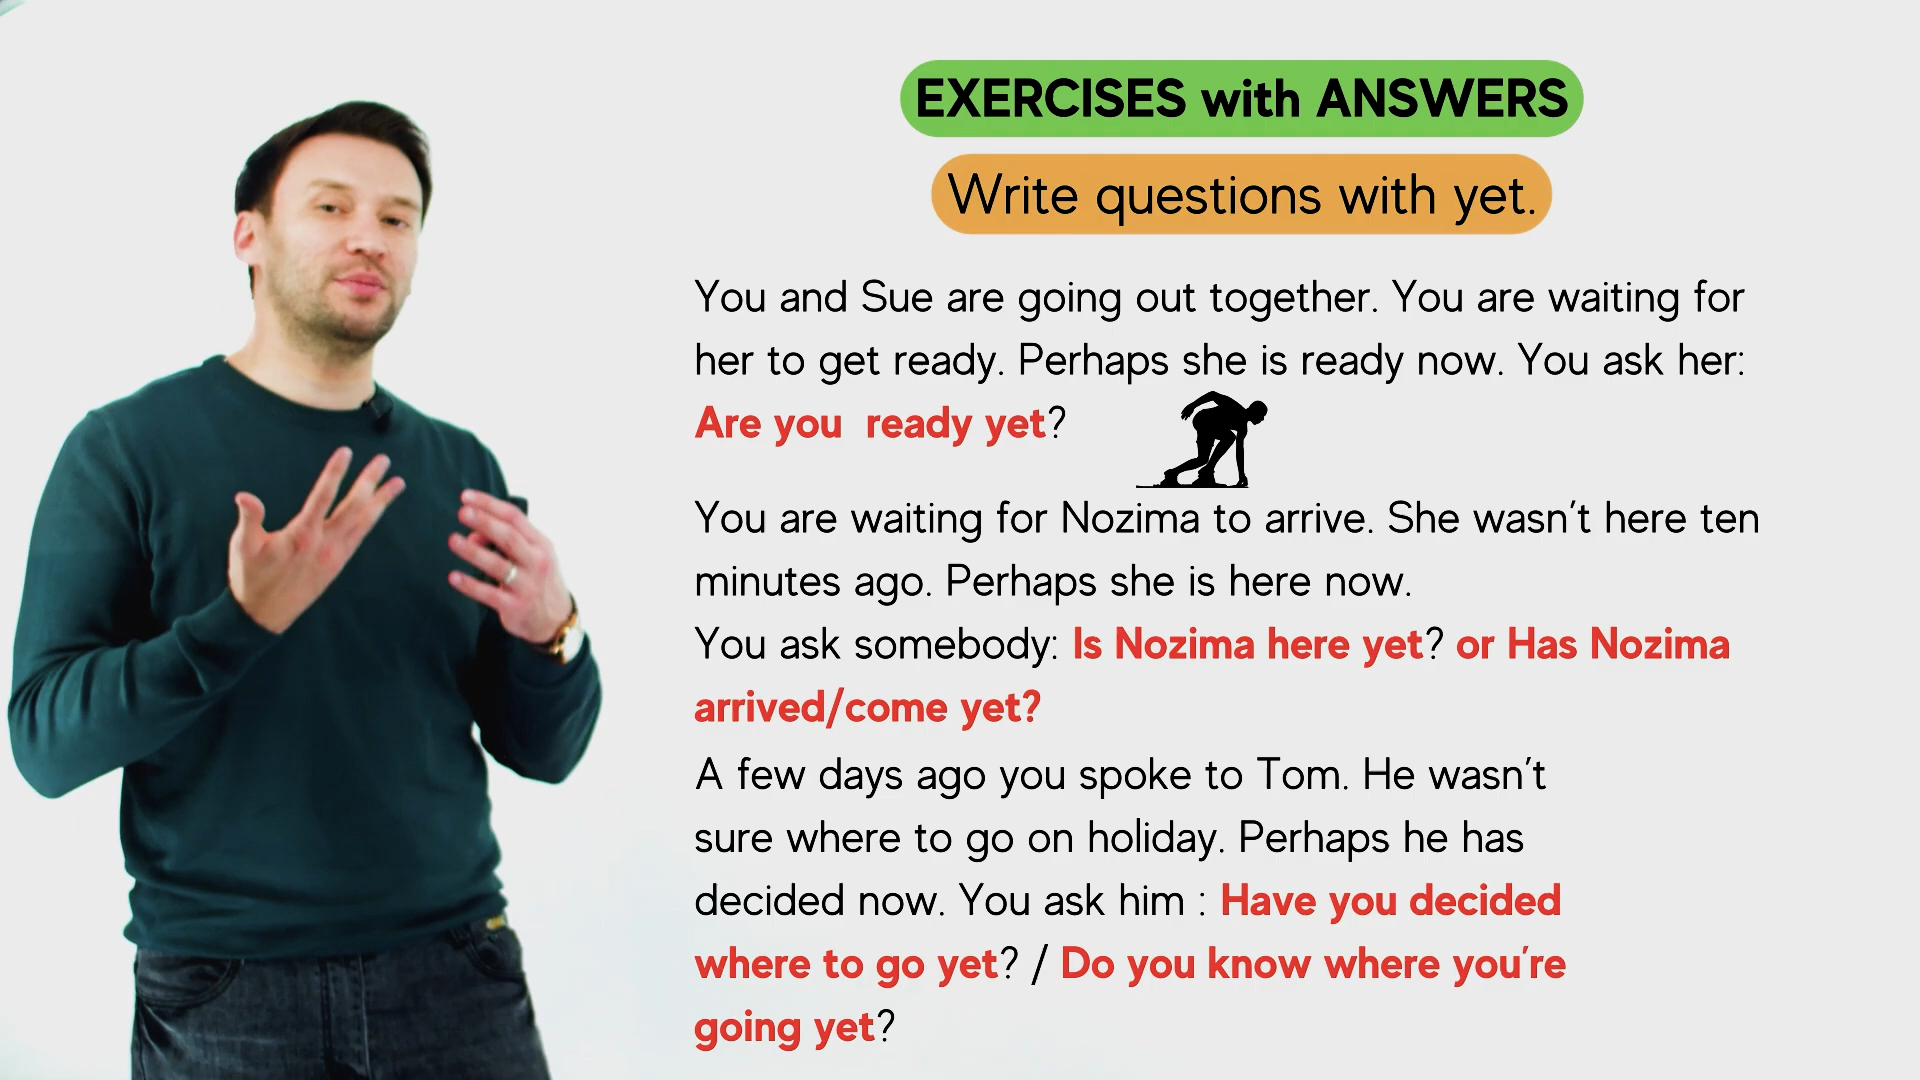 EXERCISES with ANSWERS
Write questions with yet.
You and Sue are going out together. You are waiting for
her to get ready. Perhaps she is ready now. You ask her:
Are you ready yet?
You are waiting for Nozima to arrive. She wasn't here ten
minutes ago. Perhaps she is here now.
You ask somebody: Is Nozima here yet? or Has Nozima
arrived/come yet?
A few days ago you spoke to Tom. He wasn't
sure where to go on holiday. Perhaps he has
decided now. You ask him : Have you decided
where to go yet? / Do you know where you're
going yet?